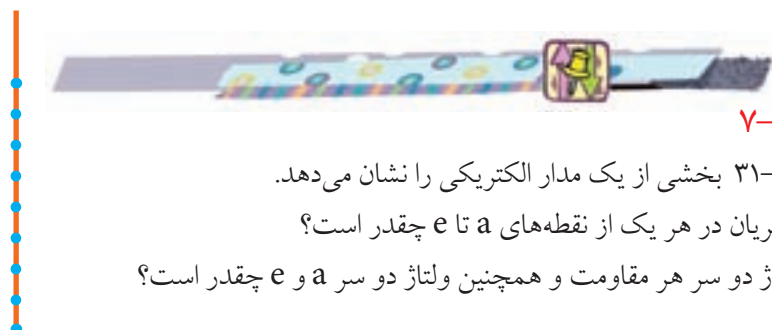 ۷–
۳۱– بخشی از یک مدار الکتریکی را نشان می‌دهد.
ریان در هر یک از نقطه‌های a تا e چقدر است؟
ژ دو سر هر مقاومت و همچنین ولتاژ دو سر a و e چقدر است؟